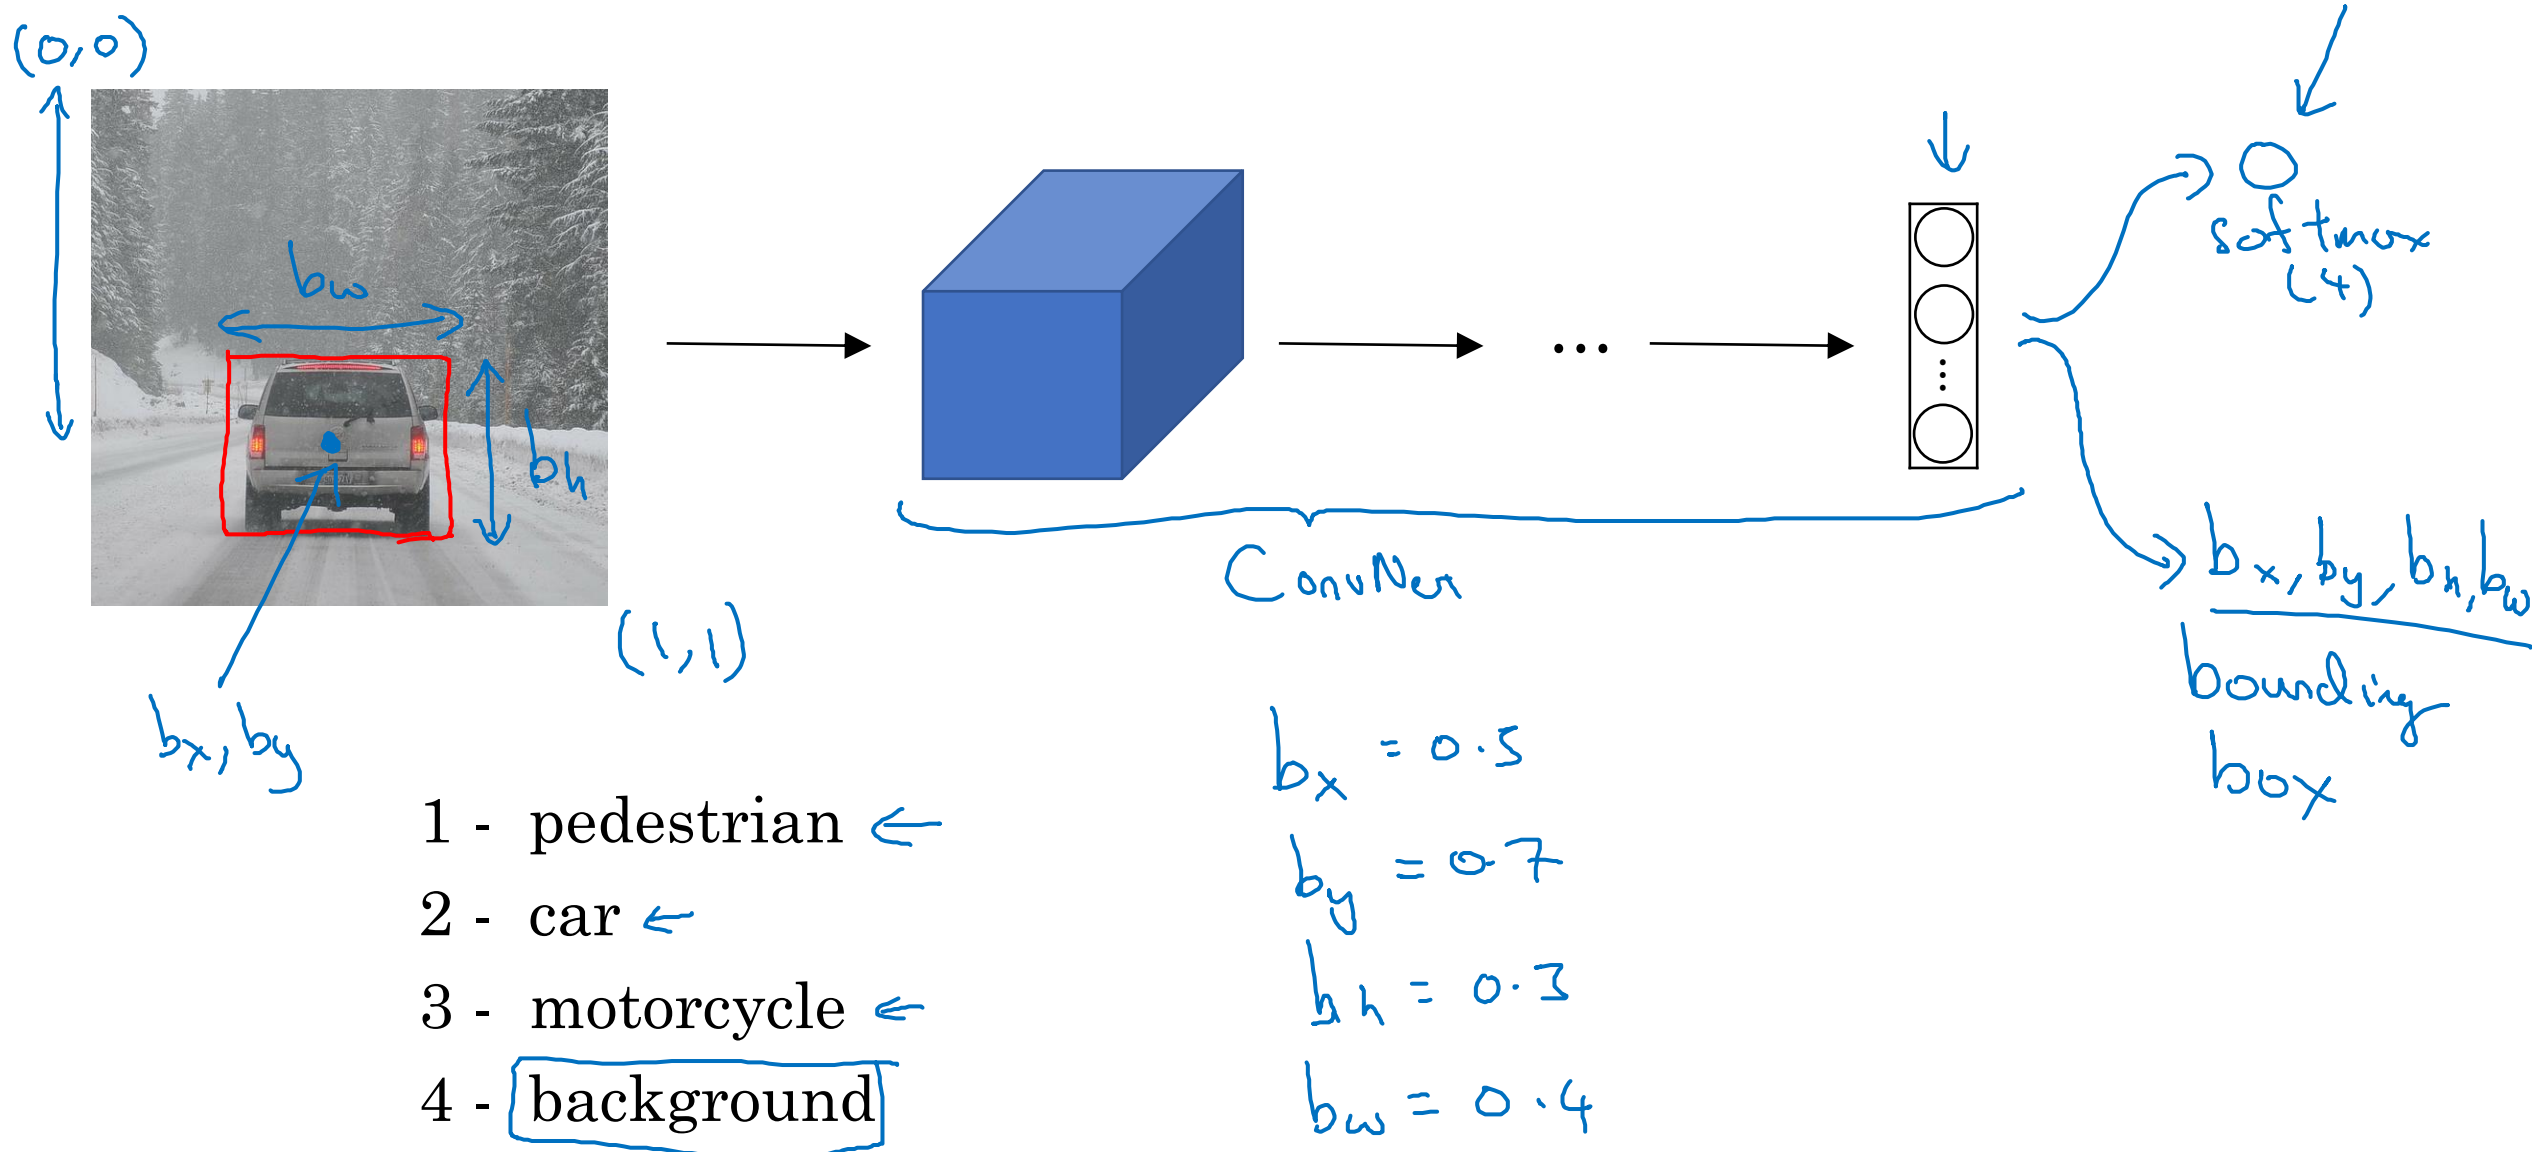 (0,0)
bw
bh
(1,1)
bx, by
...
ConvNet
softmax
(4)
bx, by, bh, bw
bounding
box
1 - pedestrian
2 - car
3 - motorcycle
4 - background
bx = 0.5
by = 0.7
bh = 0.3
bw = 0.4